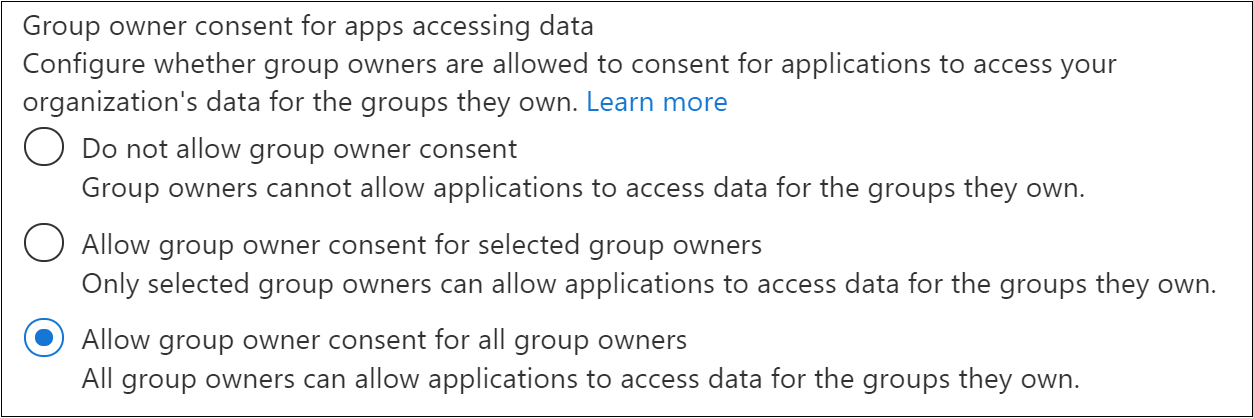 Group owner consent for apps accessing data
Configure whether group owners are allowed to consent for applications to access your
organization's data for the groups they own. Learn more
Do not allow group owner consent
Group owners cannot allow applications to access data for the groups they own.
Allow group owner consent for selected group owners
Only selected group owners can allow applications to access data for the groups they own.
Allow group owner consent for all group owners
All group owners can allow applications to access data for the groups they own.